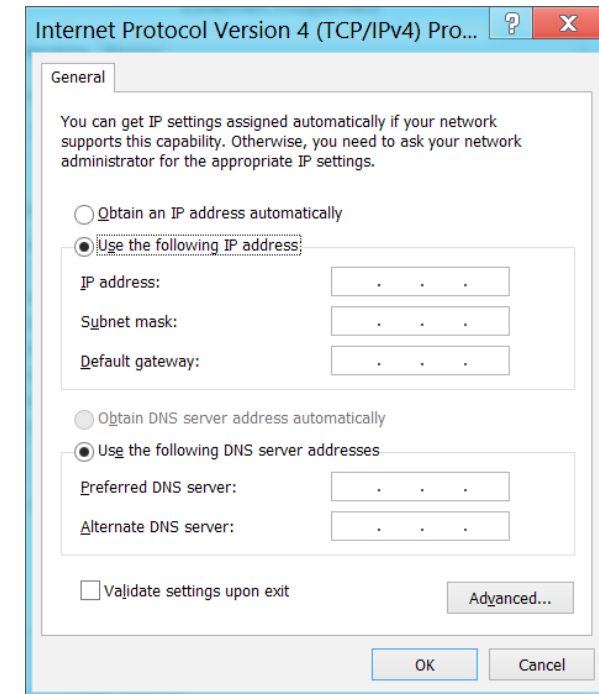 Internet Protocol Version 4 (TCP/IPv4) Pro... ? X
General
You can get IP settings assigned automatically if your network
supports this capability. Otherwise, you need to ask your network
administrator for the appropriate IP settings.
Obtain an IP address automatically
Use the following IP address:
IP address: . . .
Subnet mask: . . .
Default gateway: . . .
Obtain DNS server address automatically
Use the following DNS server addresses
Preferred DNS server: . . .
Alternate DNS server: . . .
Validate settings upon exit
Advanced...
OK Cancel